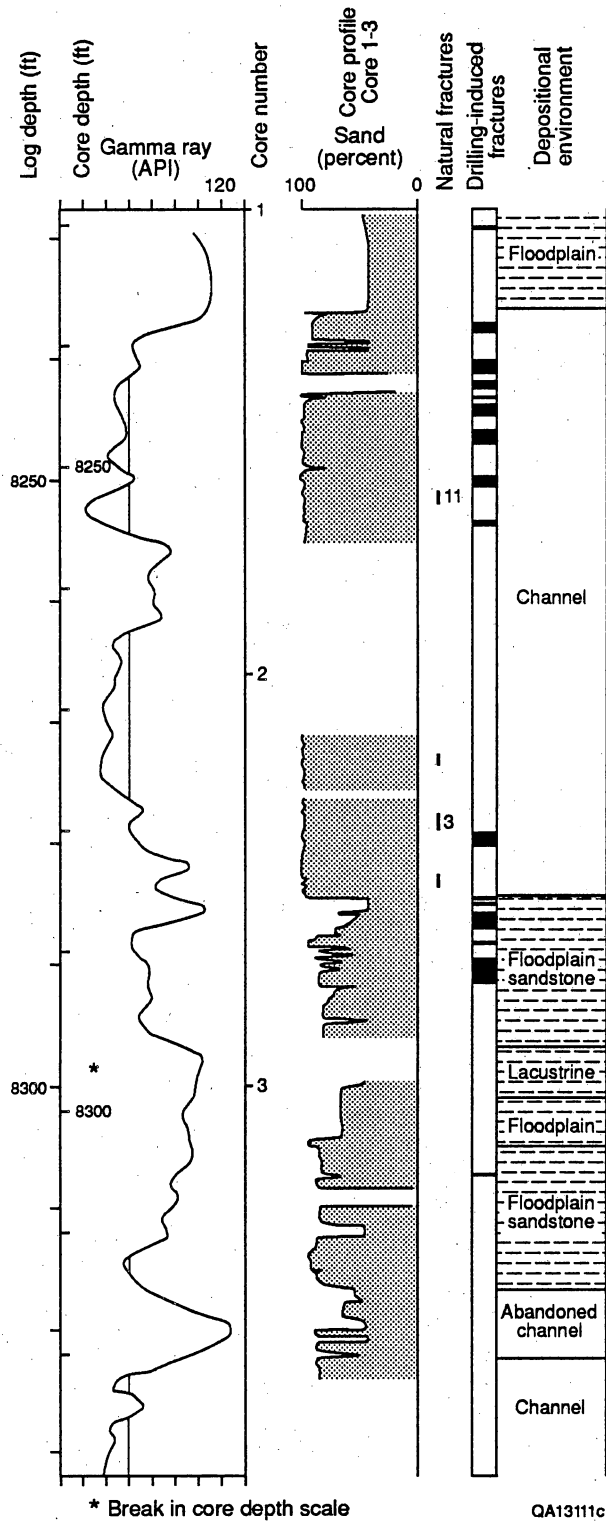 Log depth (ft)
Core depth (ft)
Gamma ray
(API)
120
Core number
Core profile
Core 1-3
Sand
(percent)
100
0
Natural fractures
Drilling-induced
fractures
Depositional
environment
1
Floodplain
8250
8250
11
Channel
2
3
Floodplain
sandstone
*
Lacustrine
8300
3
8300
Floodplain
Floodplain
sandstone
Abandoned
channel
Channel
* Break in core depth scale
QA13111c